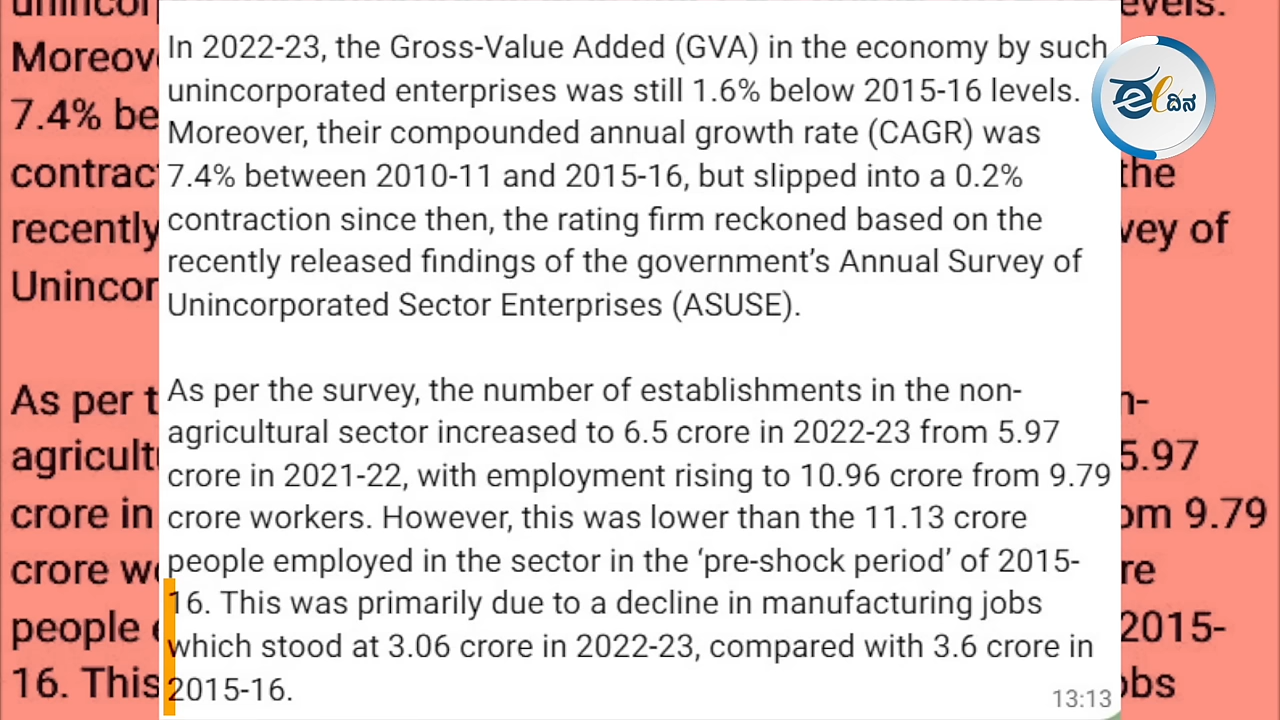 In 2022-23, the Gross-Value Added (GVA) in the economy by such
unincorporated enterprises was still 1.6% below 2015-16 levels.
Moreover, their compounded annual growth rate (CAGR) was
7.4% between 2010-11 and 2015-16, but slipped into a 0.2%
contraction since then, the rating firm reckoned based on the
recently released findings of the government’s Annual Survey of
Unincorporated Sector Enterprises (ASUSE).
As per the survey, the number of establishments in the non-
agricultural sector increased to 6.5 crore in 2022-23 from 5.97
crore in 2021-22, with employment rising to 10.96 crore from 9.79
crore workers. However, this was lower than the 11.13 crore
people employed in the sector in the ‘pre-shock period’ of 2015-
16. This was primarily due to a decline in manufacturing jobs
which stood at 3.06 crore in 2022-23, compared with 3.6 crore in
2015-16.
13:13
ದಿನ